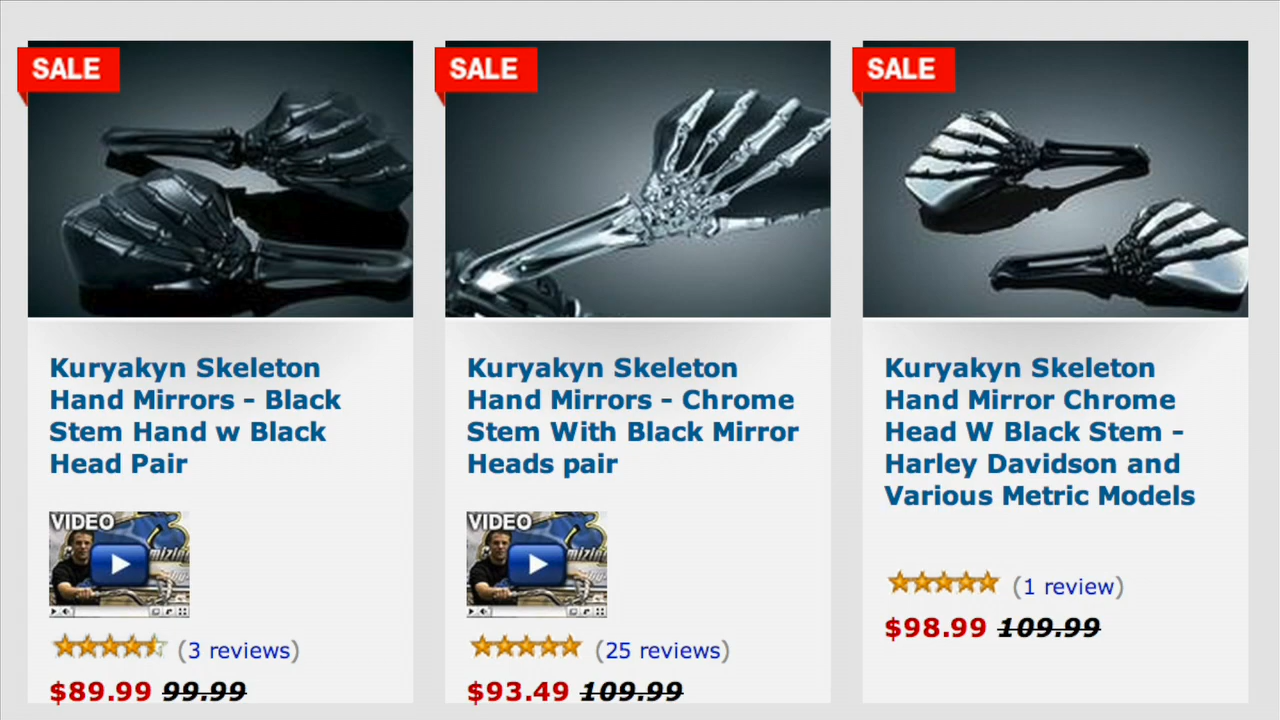 SALE
SALE
SALE
Kuryakyn Skeleton
Hand Mirrors - Black
Stem Hand w Black
Head Pair
VIDEO
(3 reviews)
$89.99 99.99
Kuryakyn Skeleton
Hand Mirrors - Chrome
Stem With Black Mirror
Heads pair
VIDEO
(25 reviews)
$93.49 109.99
Kuryakyn Skeleton
Hand Mirror Chrome
Head W Black Stem -
Harley Davidson and
Various Metric Models
(1 review)
$98.99 109.99